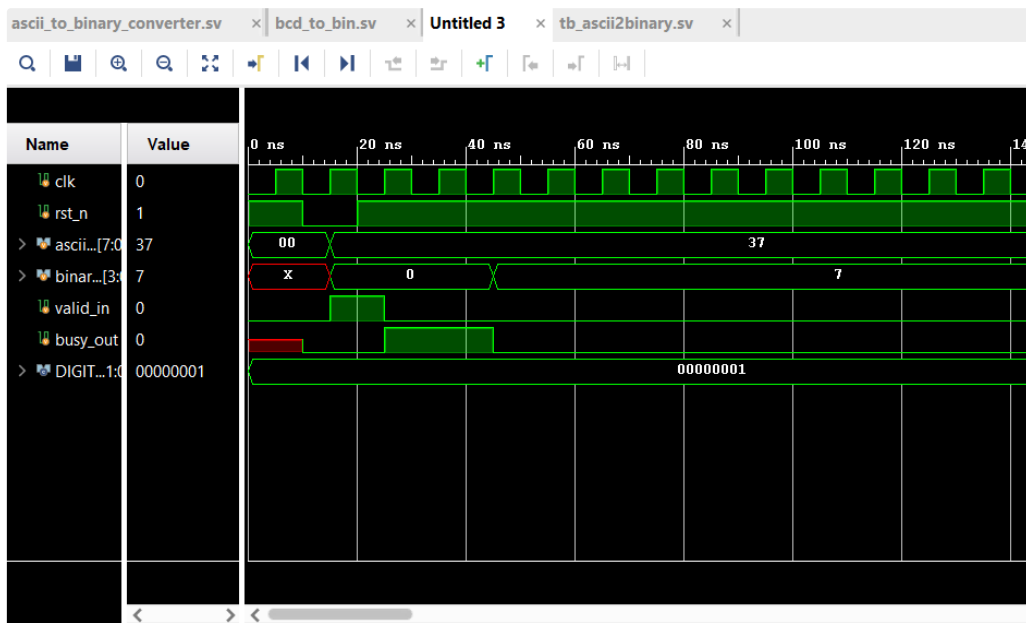 ascii_to_binary_converter.sv × bcd_to_bin.sv × Untitled 3 × tb_ascii2binary.sv ×
Name Value 0 ns 20 ns 40 ns 60 ns 80 ns 100 ns 120 ns 14
clk 0
rst_n 1
ascii...[7:0 37 00 37
binar...[3:0 7 X 0 7
valid_in 0
busy_out 0
DIGIT...1:0 00000001 00000001